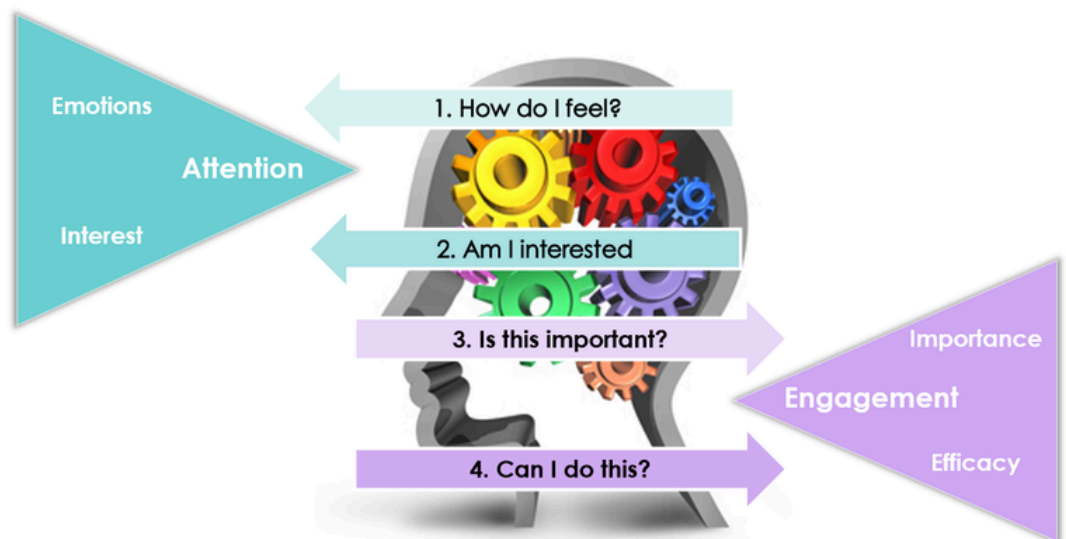 Emotions
Attention
Interest
1. How do I feel?
2. Am I interested
3. Is this important?
4. Can I do this?
Importance
Engagement
Efficacy